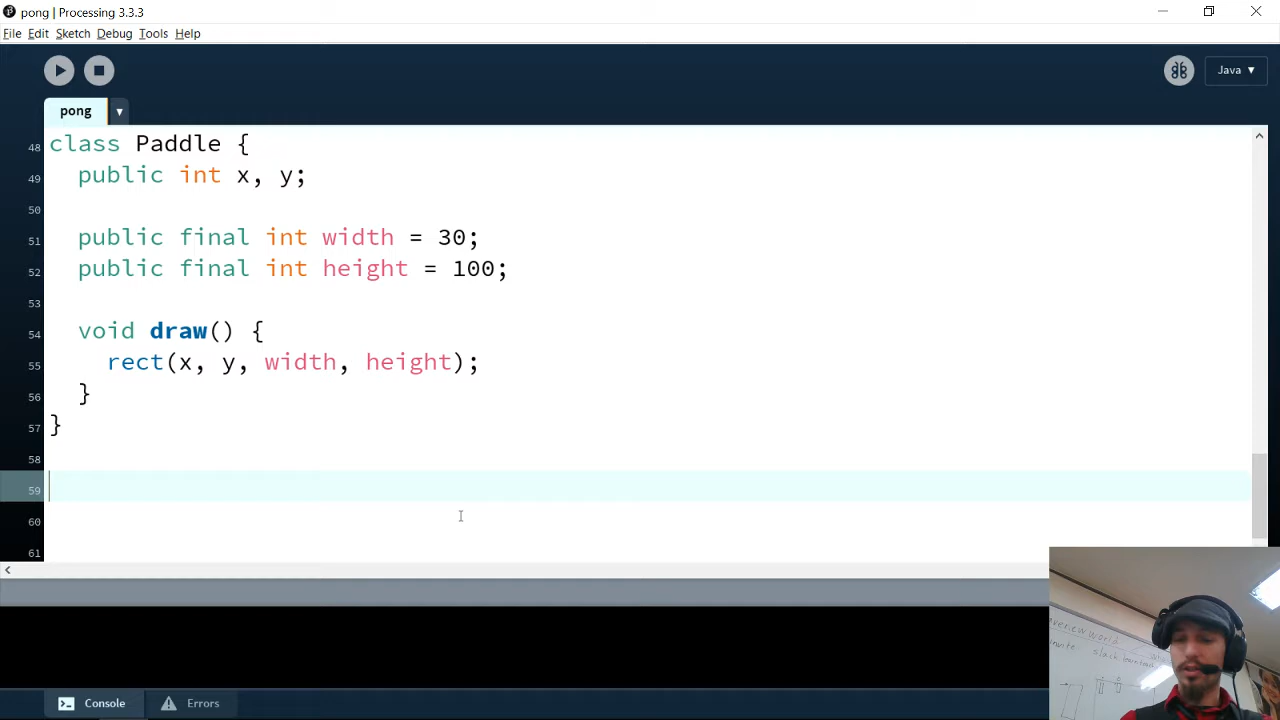 pong | Processing 3.3.3
File Edit Sketch Debug Tools Help
Java ▼
pong ▼
48 class Paddle {
49 public int x, y;
50
51 public final int width = 30;
52 public final int height = 100;
53
54 void draw() {
55 rect(x, y, width, height);
56 }
57 }
58
59
60
61
Console Errors